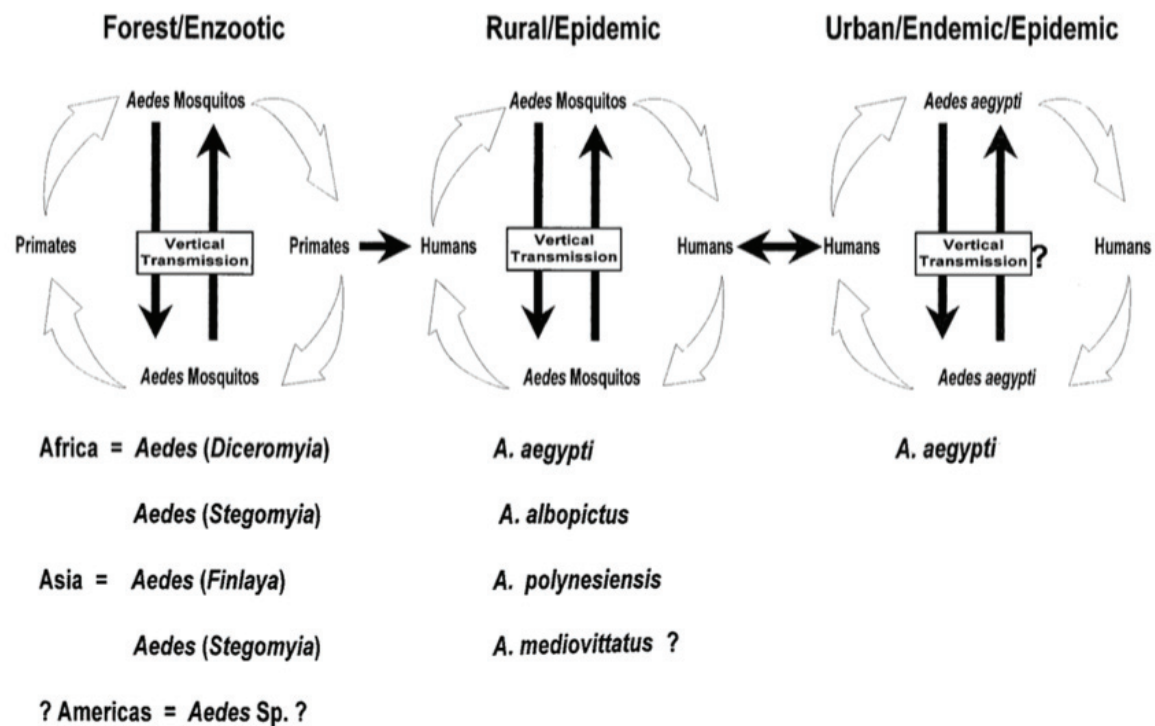 Forest/Enzootic Rural/Epidemic Urban/Endemic/Epidemic
Aedes Mosquitos Aedes Mosquitos Aedes aegypti
Primates Vertical Transmission Primates Humans Vertical Transmission Humans Humans Vertical Transmission ? Humans
Aedes Mosquitos Aedes Mosquitos Aedes aegypti
Africa = Aedes (Diceromyia) A. aegypti A. aegypti
Aedes (Stegomyia) A. albopictus
Asia = Aedes (Finlaya) A. polynesiensis
Aedes (Stegomyia) A. mediovittatus ?
? Americas = Aedes Sp. ?